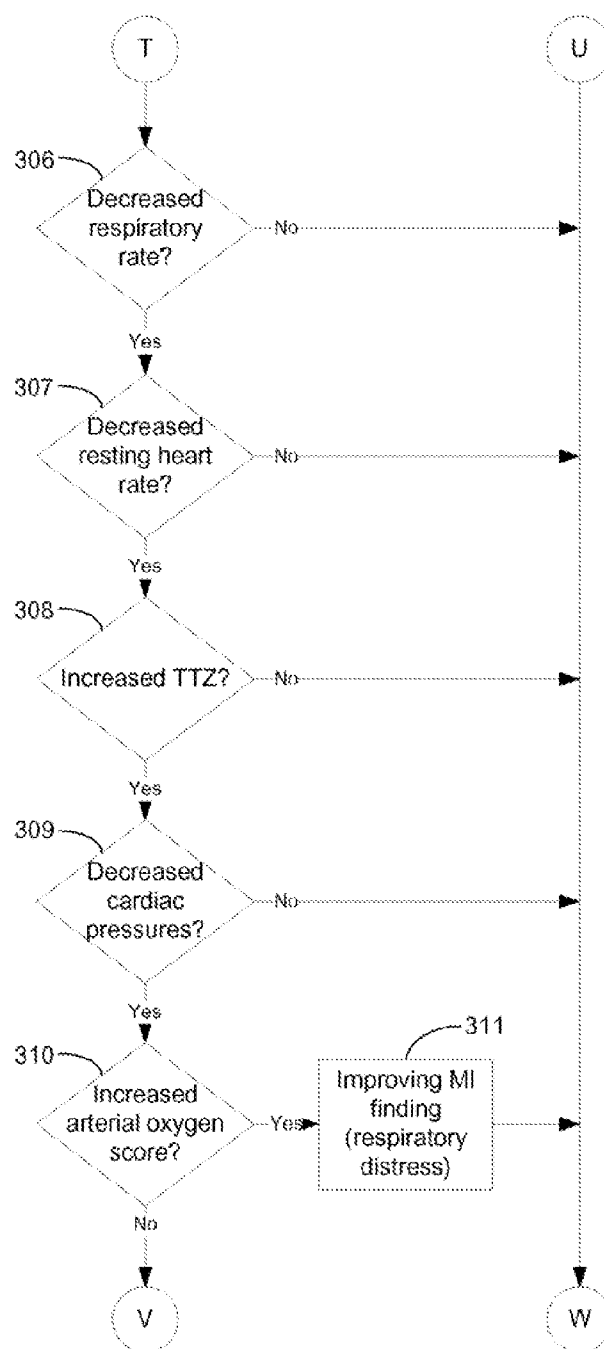 T
U
306
Decreased
respiratory
rate?
No
Yes
307
Decreased
resting heart
rate?
No
Yes
308
Increased TTZ?
No
Yes
309
Decreased
cardiac
pressures?
No
Yes
310
Increased
arterial oxygen
score?
Yes
311
Improving MI
finding
(respiratory
distress)
No
V
W